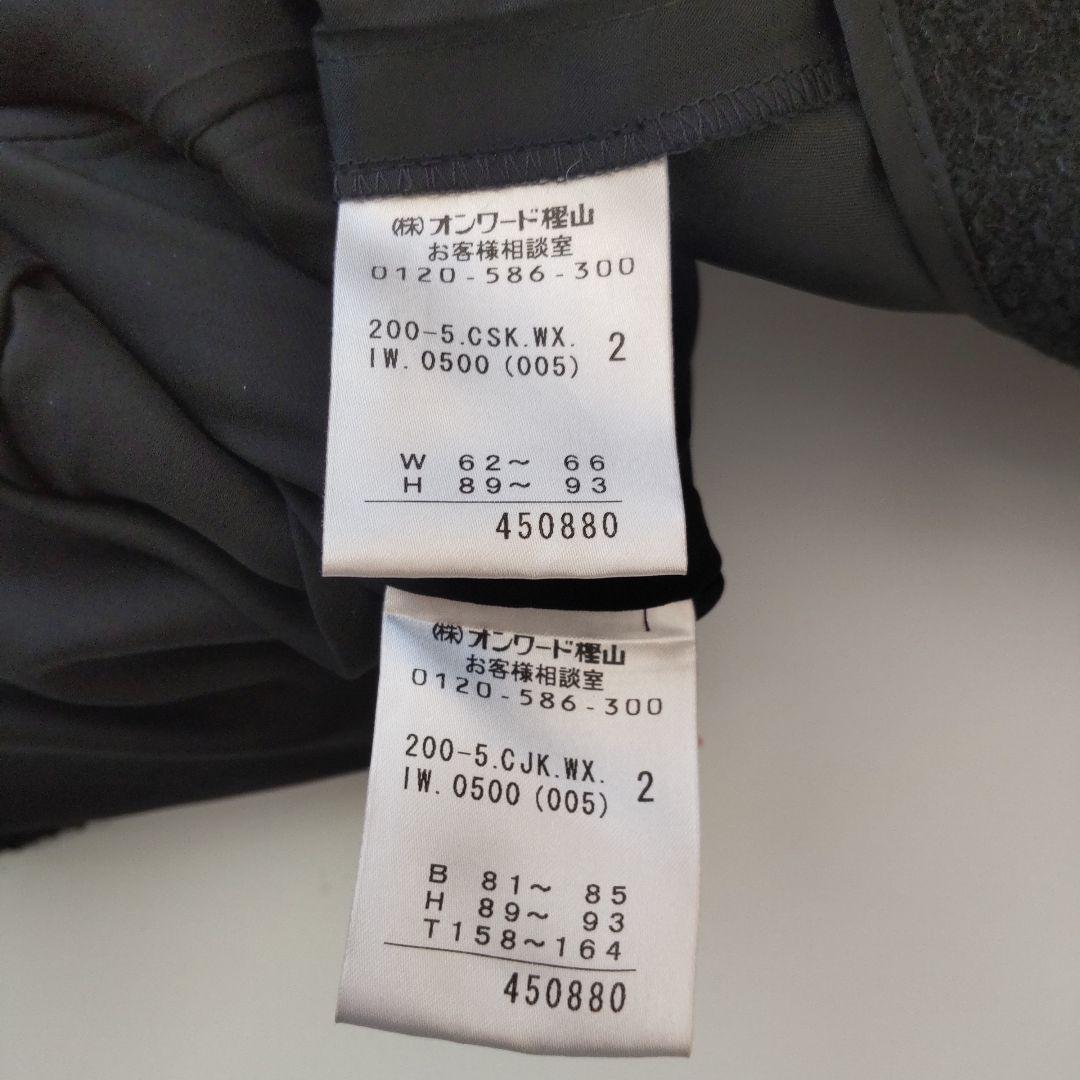 (株)オンワード樫山
お客様相談室
0120-586-300
200-5.CSK.WX. 2
IW.0500 (005)
W 62～ 66
H 89～ 93
450880
(株)オンワード樫山
お客様相談室
0120-586-300
200-5.CJK.WX. 2
IW.0500 (005)
B 81～ 85
H 89～ 93
T158～164
450880